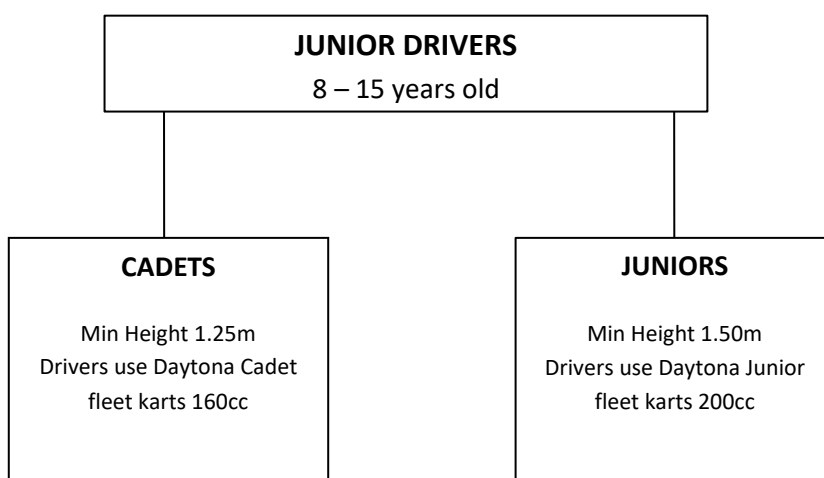 JUNIOR DRIVERS
8 – 15 years old
CADETS
Min Height 1.25m
Drivers use Daytona Cadet
fleet karts 160cc
JUNIORS
Min Height 1.50m
Drivers use Daytona Junior
fleet karts 200cc